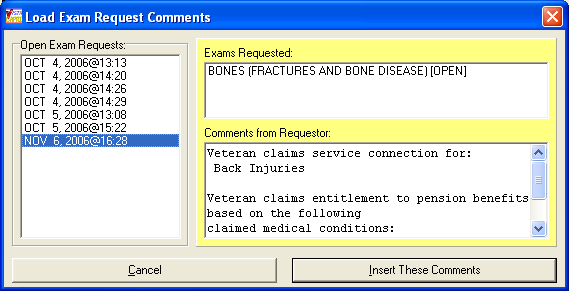 Load Exam Request Comments
Open Exam Requests:
OCT 4, 2006@13:13
OCT 4, 2006@14:20
OCT 4, 2006@14:26
OCT 4, 2006@14:29
OCT 5, 2006@13:08
OCT 5, 2006@15:22
NOV 6, 2006@16:28
Exams Requested:
BONES (FRACTURES AND BONE DISEASE) [OPEN]
Comments from Requestor:
Veteran claims service connection for:
Back Injuries
Veteran claims entitlement to pension benefits
based on the following
claimed medical conditions:
Cancel
Insert These Comments